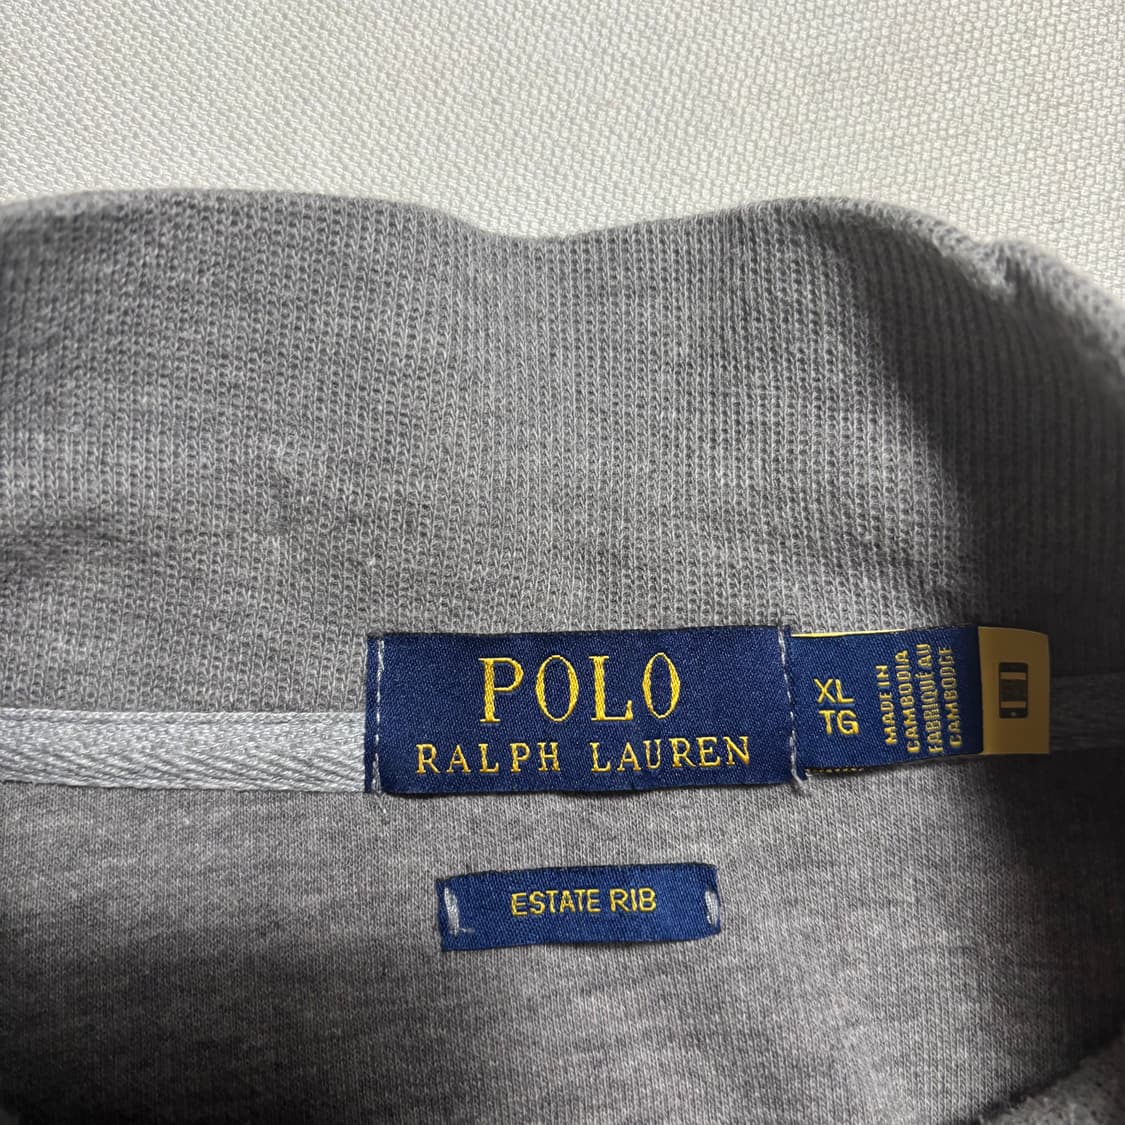 POLO
RALPH LAUREN
XL
TG
MADE IN
CAMBODIA
FABRIQUÉ AU
CAMBODGE
ESTATE RIB